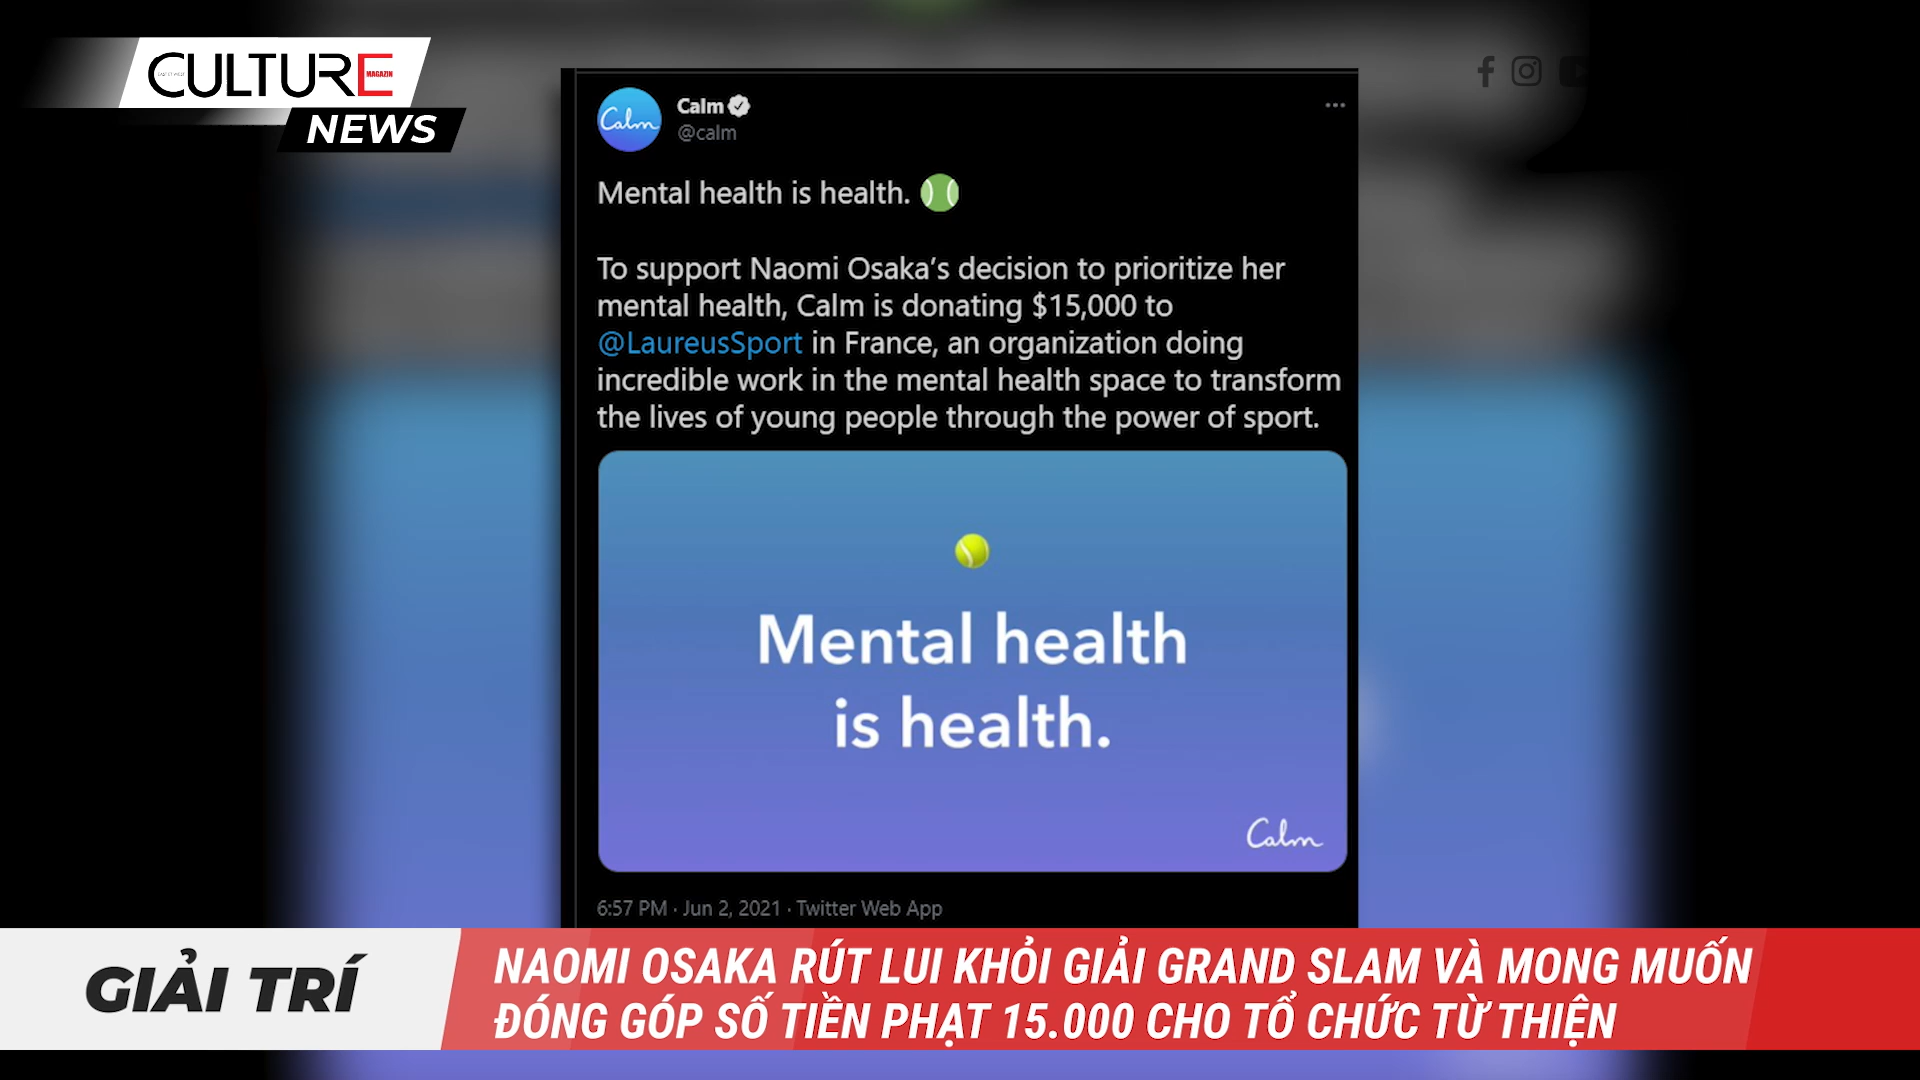 CULTURE
MAGAZIN
NEWS
Calm
Calm
@calm
Mental health is health.
To support Naomi Osaka’s decision to prioritize her
mental health, Calm is donating $15,000 to
@LaureusSport in France, an organization doing
incredible work in the mental health space to transform
the lives of young people through the power of sport.
Mental health
is health.
Calm
6:57 PM · Jun 2, 2021 · Twitter Web App
GIẢI TRÍ
NAOMI OSAKA RÚT LUI KHỎI GIẢI GRAND SLAM VÀ MONG MUỐN
ĐÓNG GÓP SỐ TIỀN PHẠT 15.000 CHO TỔ CHỨC TỪ THIỆN